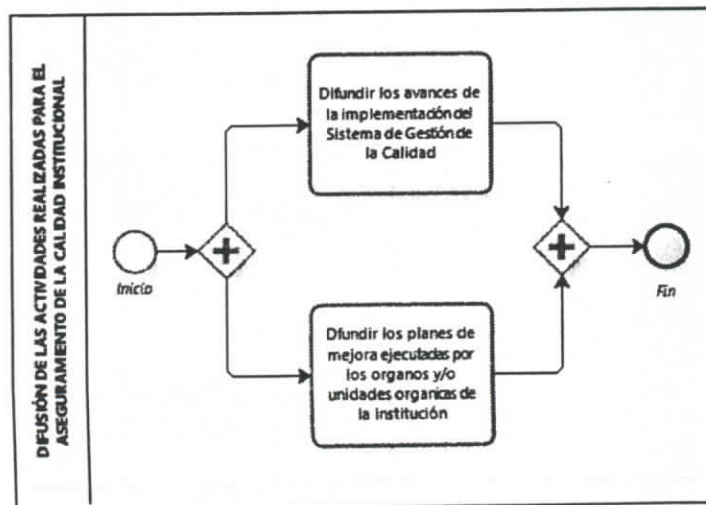 DIFUSIÓN DE LAS ACTIVIDADES REALIZADAS PARA EL
ASEGURAMIENTO DE LA CALIDAD INSTITUCIONAL
Inicio
Difundir los avances de
la implementación del
Sistema de Gestión de
la Calidad
Dfundir los planes de
mejora ejecutadas por
los organos y/o
unidades organicas de
la Institución
Fin